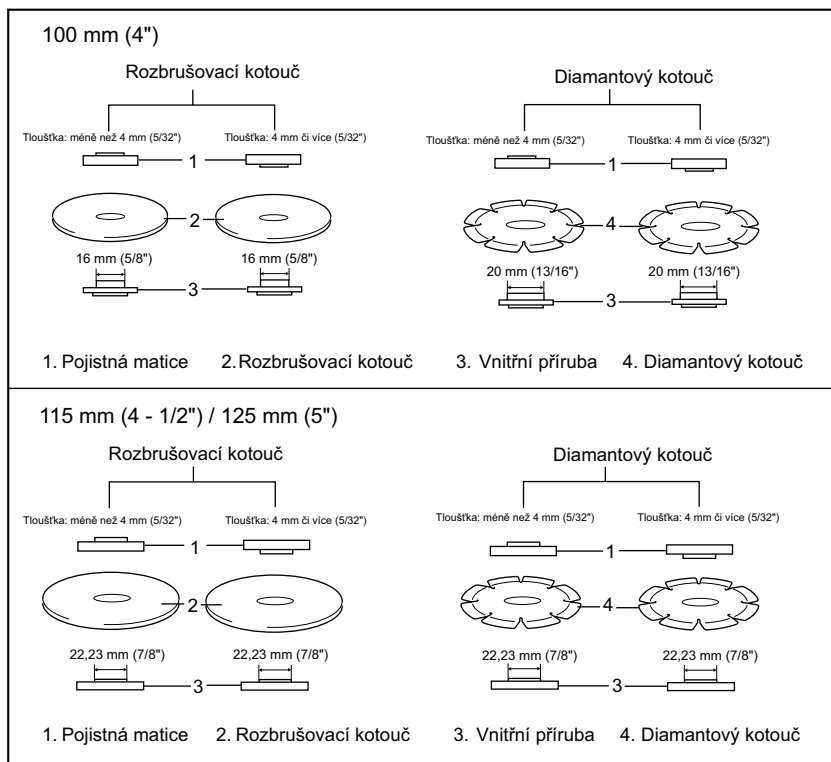 100 mm (4")
Rozbrušovací kotouč
Diamantový kotouč
Tloušťka: méně než 4 mm (5/32") Tloušťka: 4 mm či více (5/32")
Tloušťka: méně než 4 mm (5/32") Tloušťka: 4 mm či více (5/32")
1
1
2
4
16 mm (5/8") 16 mm (5/8")
20 mm (13/16") 20 mm (13/16")
3
3
1. Pojistná matice 2.Rozbrušovací kotouč 3. Vnitřní příruba 4. Diamantový kotouč
115 mm (4 - 1/2") / 125 mm (5")
Rozbrušovací kotouč
Diamantový kotouč
Tloušťka: méně než 4 mm (5/32") Tloušťka: 4 mm či více (5/32")
Tloušťka: méně než 4 mm (5/32") Tloušťka: 4 mm či více (5/32")
1
1
2
4
22,23 mm (7/8") 22,23 mm (7/8")
22,23 mm (7/8") 22,23 mm (7/8")
3
3
1. Pojistná matice 2. Rozbrušovací kotouč 3. Vnitřní příruba 4. Diamantový kotouč